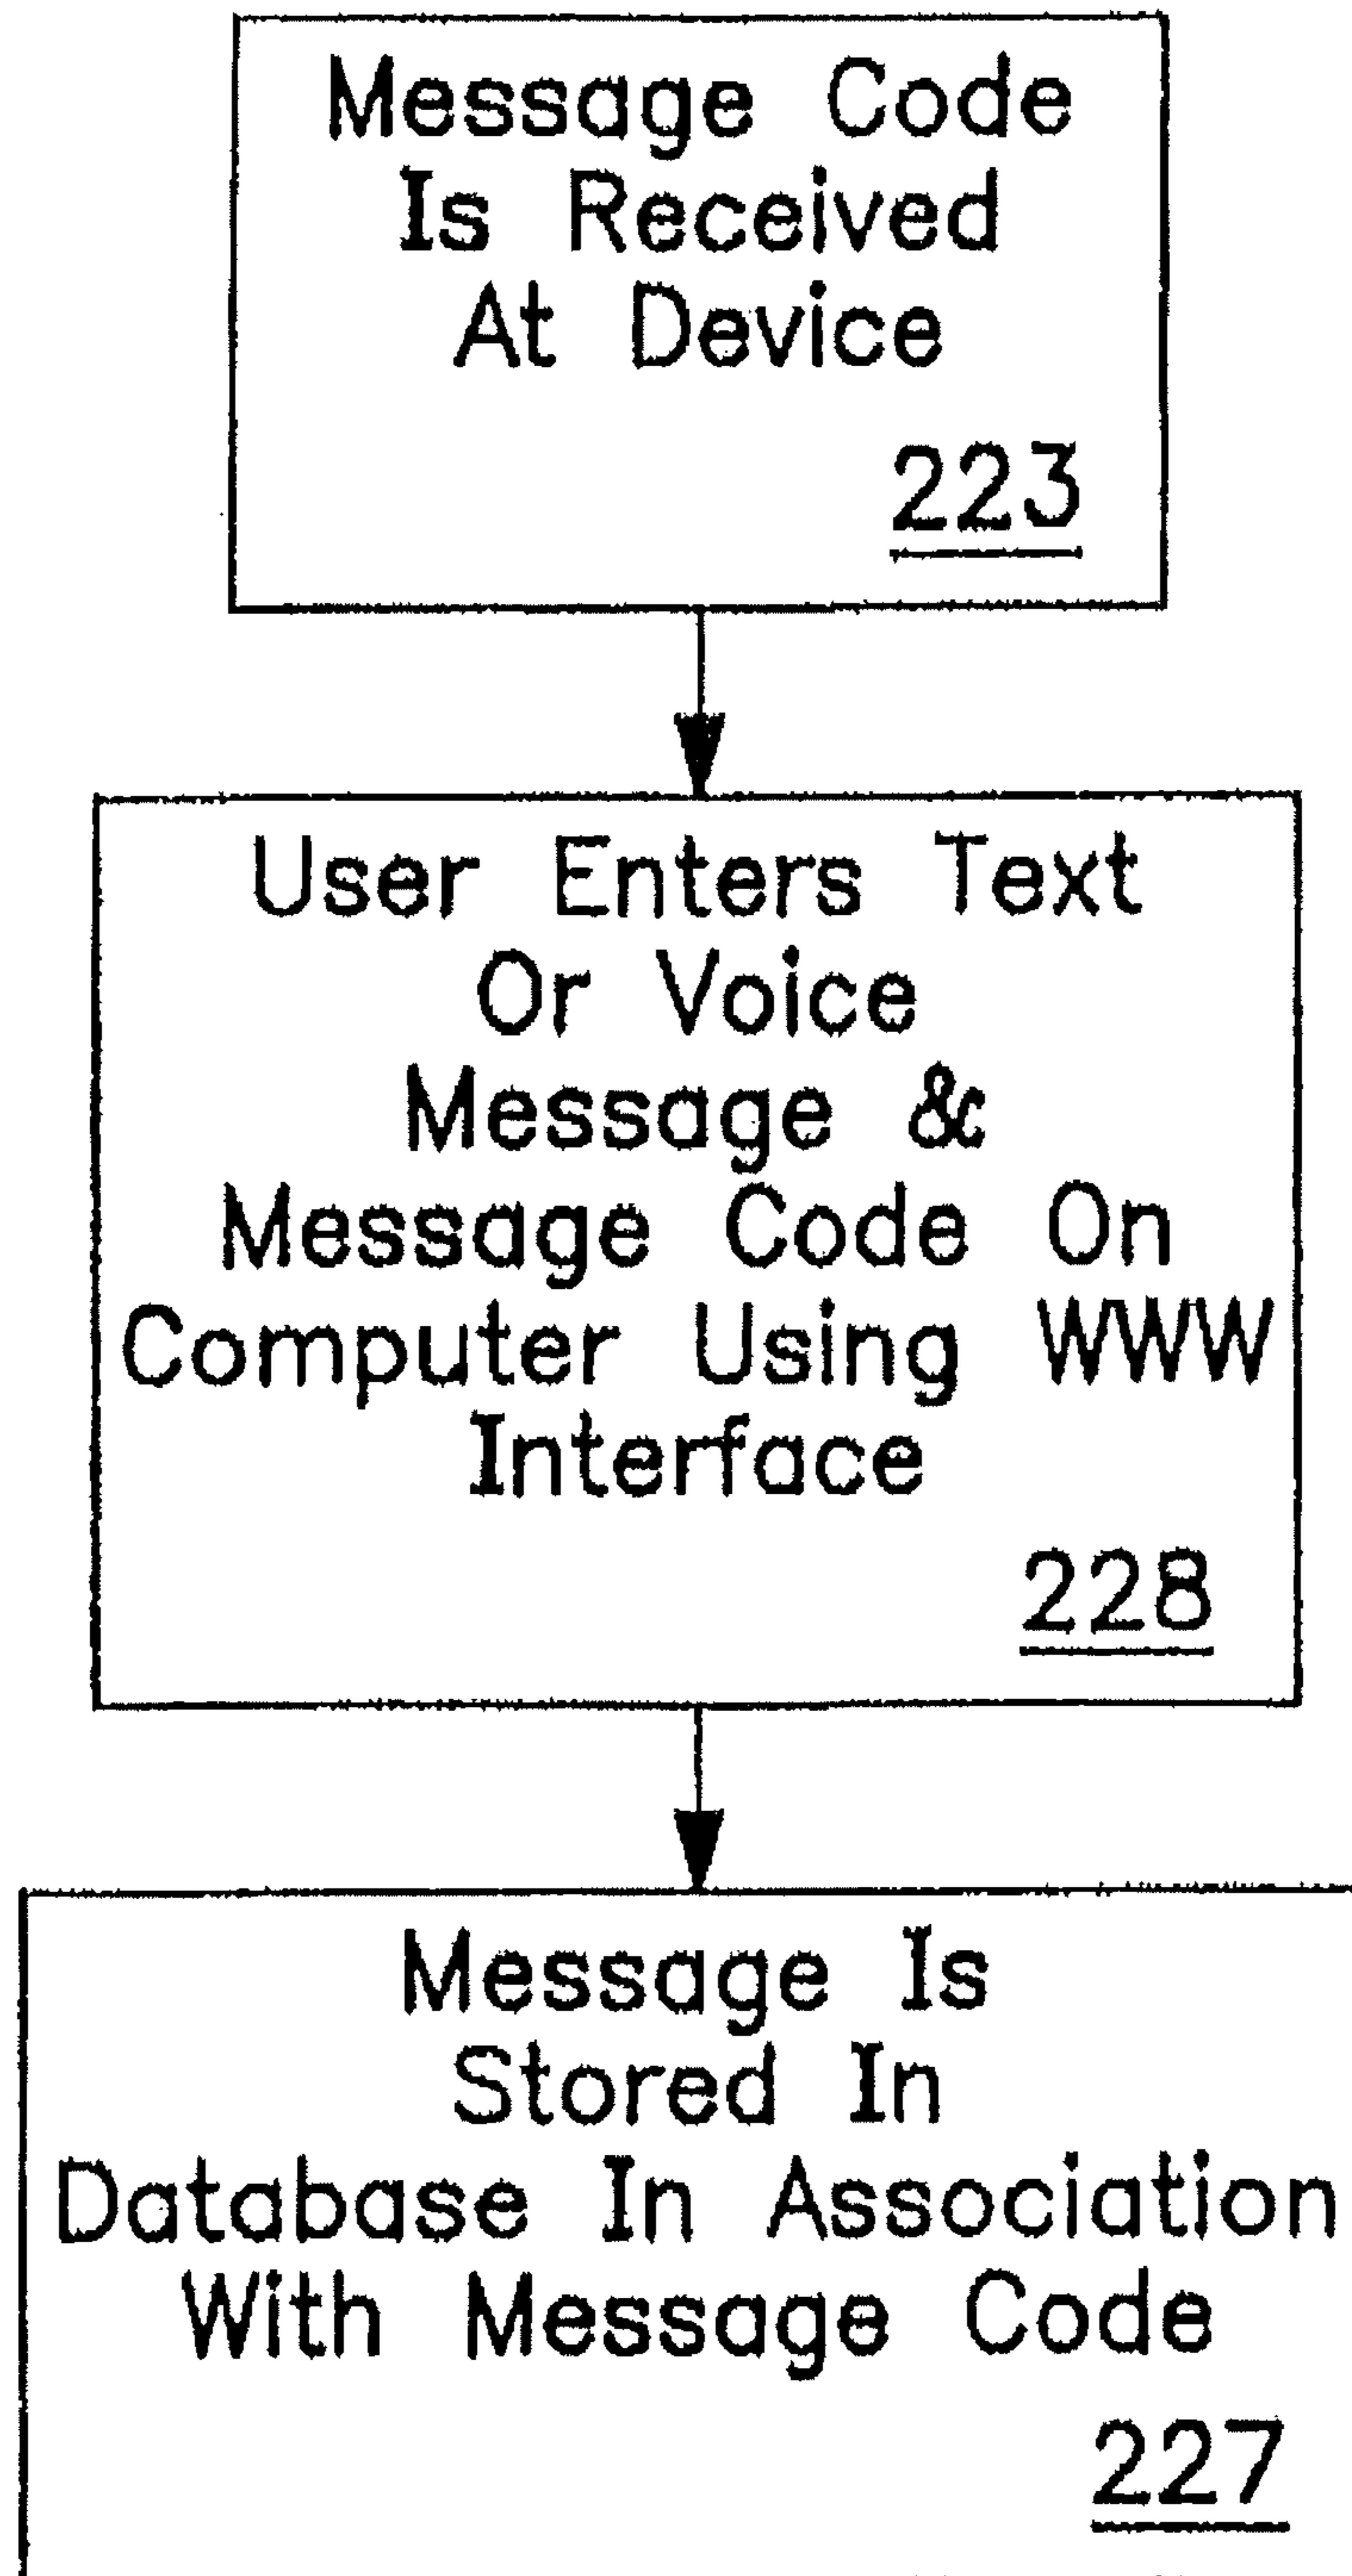 Message Code
Is Received
At Device
223
User Enters Text
Or Voice
Message &
Message Code On
Computer Using WWW
Interface
228
Message Is
Stored In
Database In Association
With Message Code
227